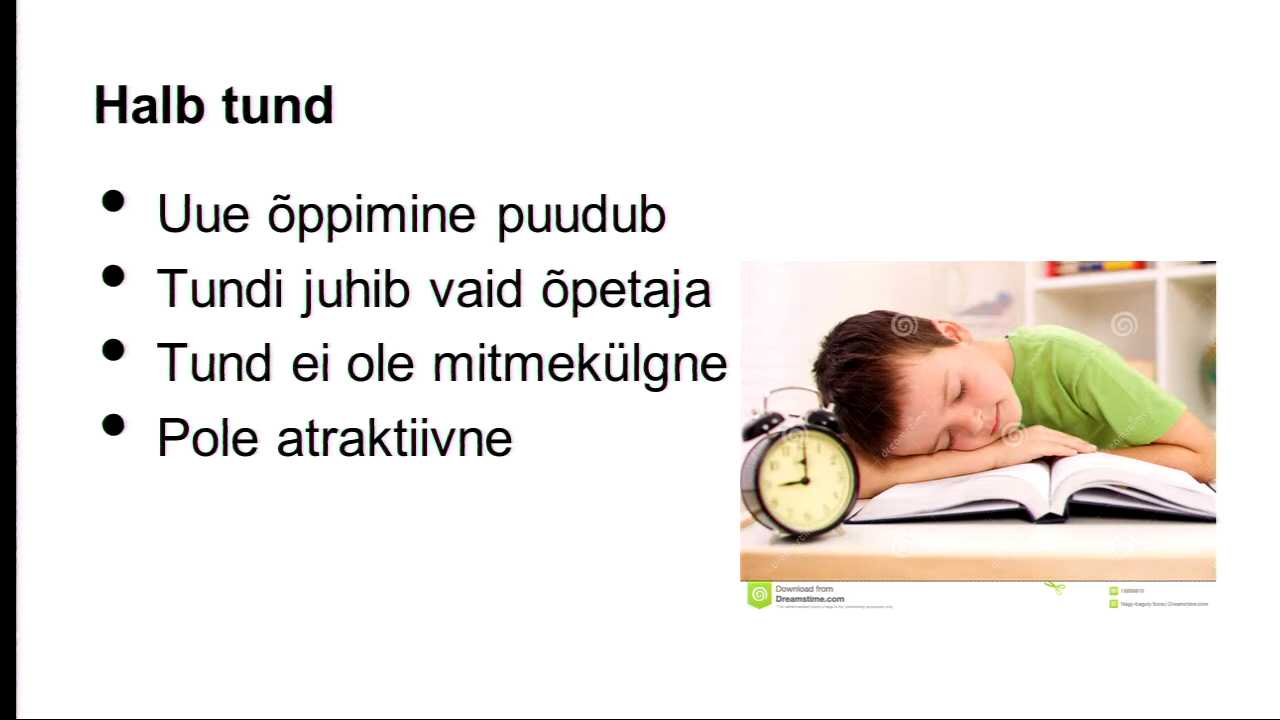 Halb tund
Uue õppimine puudub
Tundi juhib vaid õpetaja
Tund ei ole mitmekülgne
Pole atraktiivne
Download from
Dreamstime.com